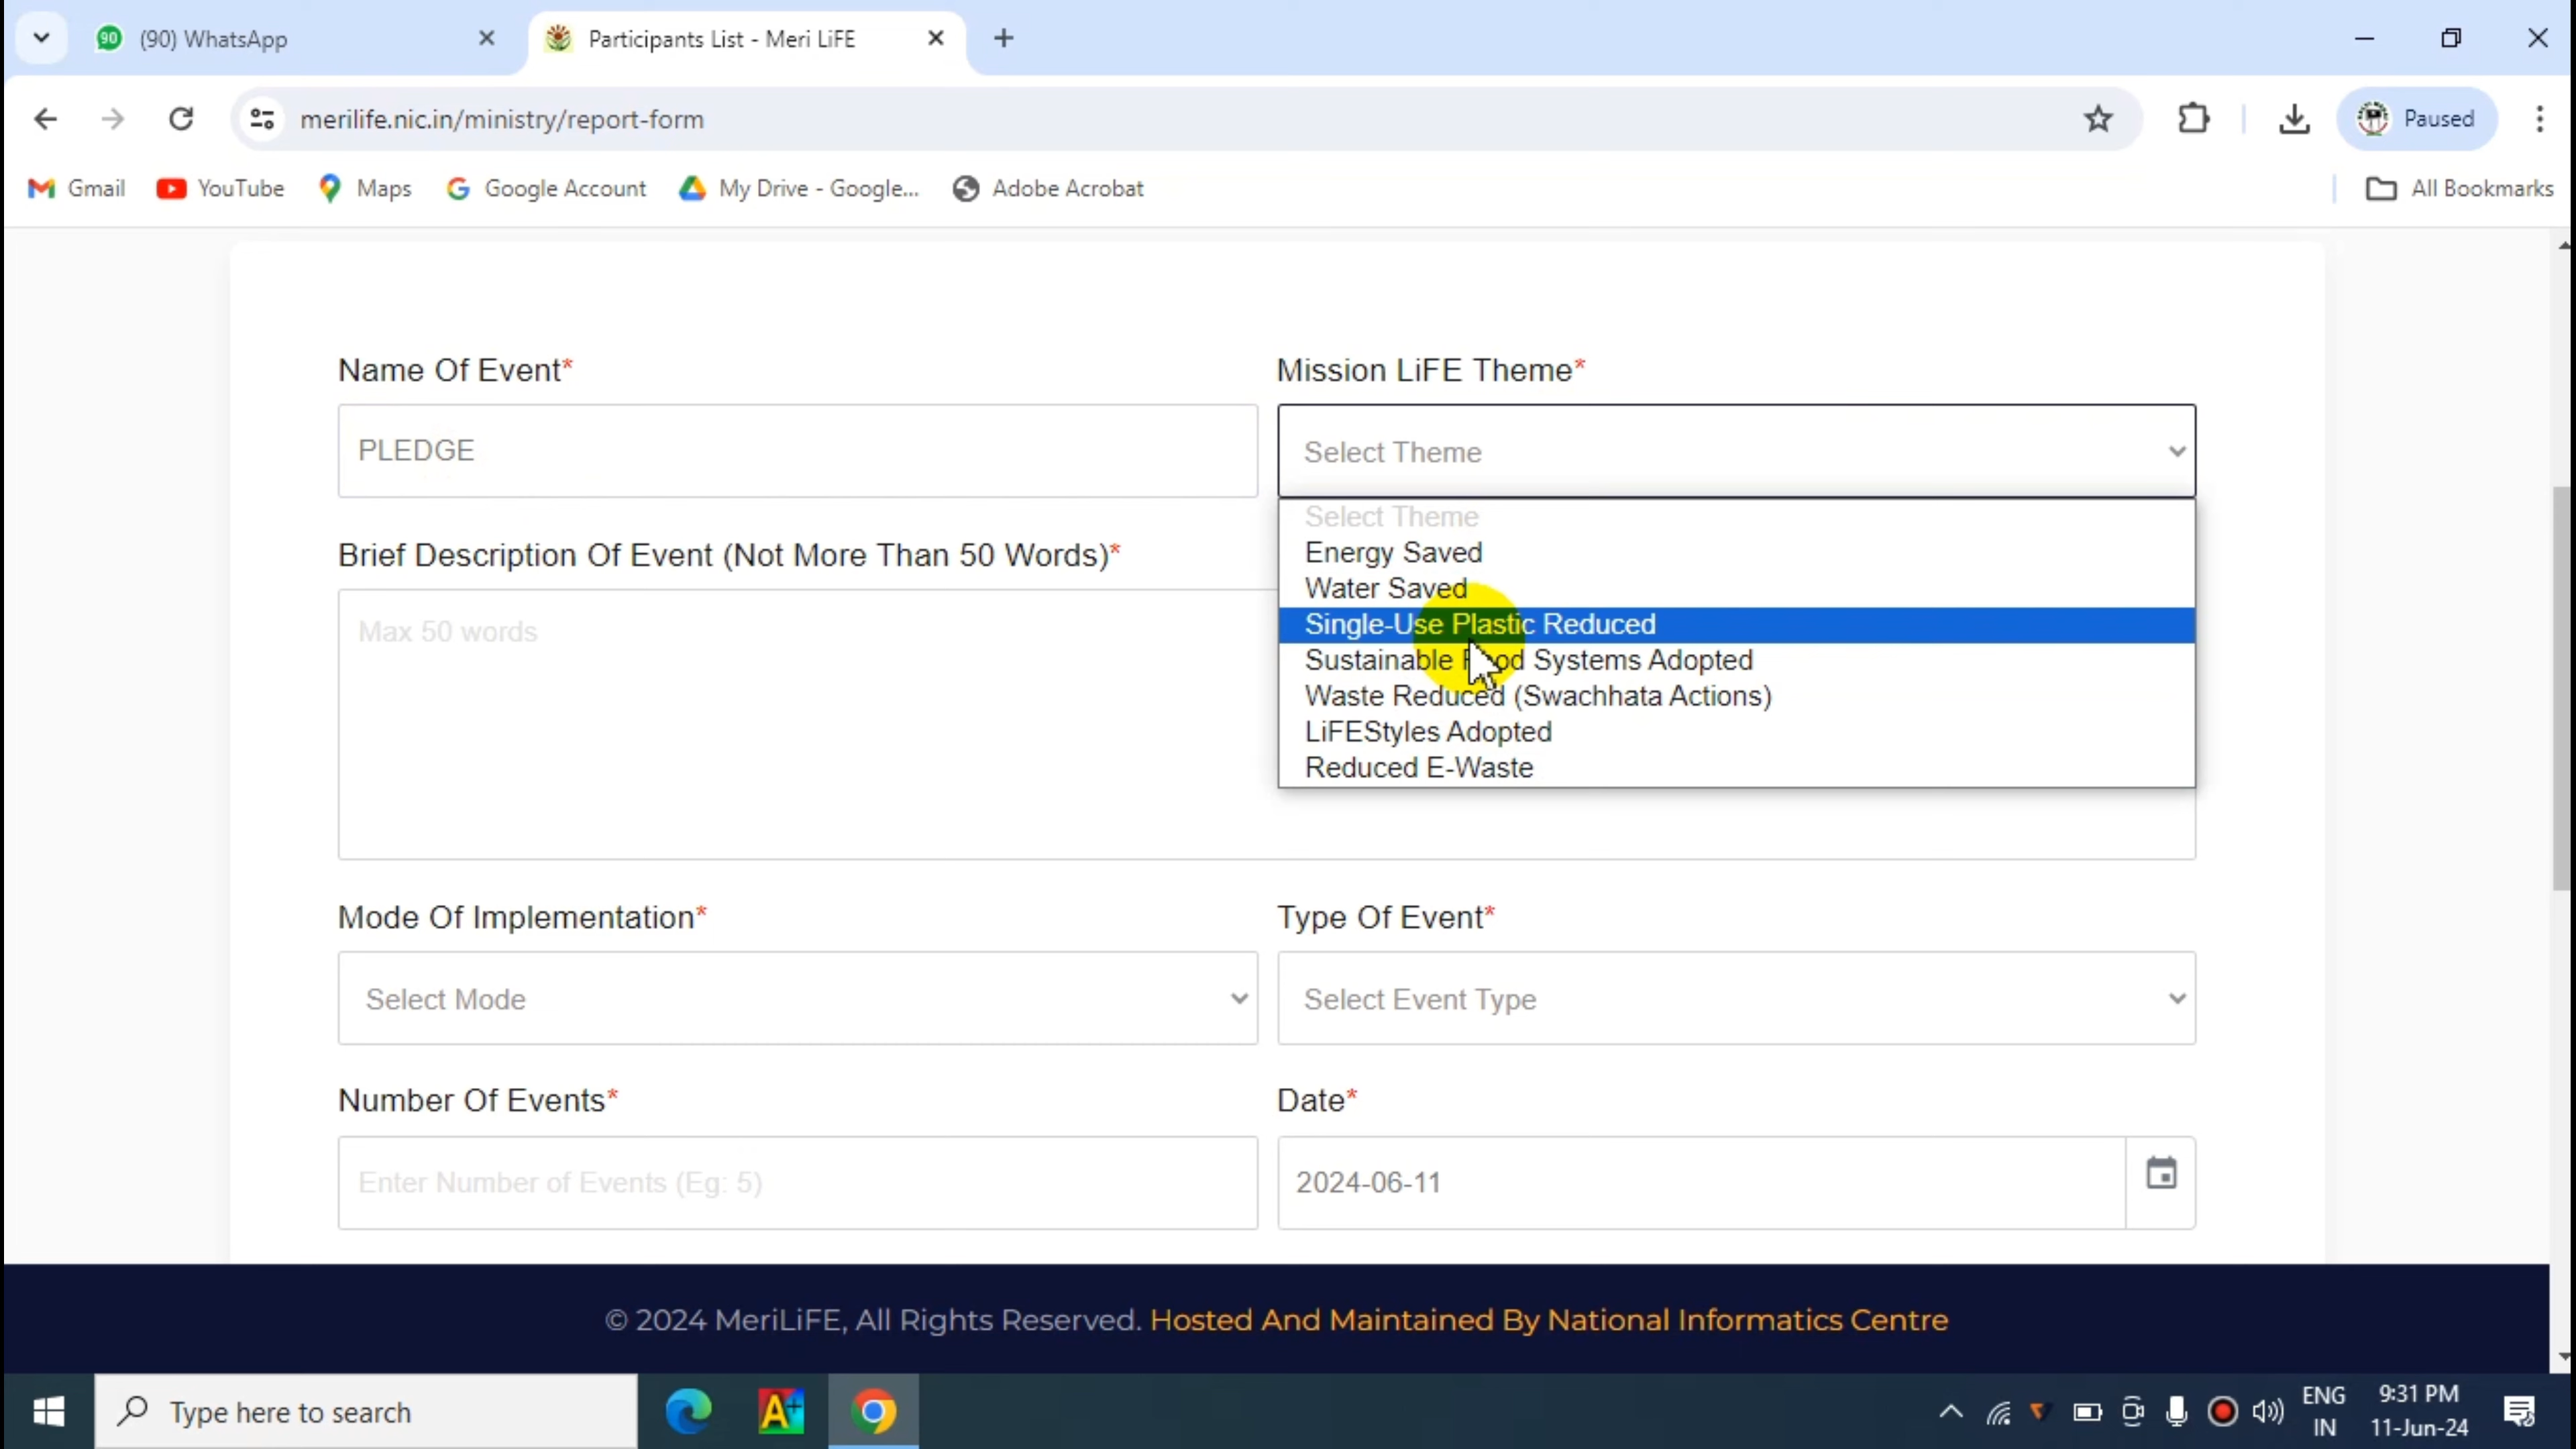 90 (90) WhatsApp
Participants List - Meri LiFE
merilife.nic.in/ministry/report-form
Paused
Gmail YouTube Maps Google Account My Drive - Google... Adobe Acrobat All Bookmarks
Name Of Event*
PLEDGE
Mission LiFE Theme*
Select Theme
Select Theme
Energy Saved
Water Saved
Single-Use Plastic Reduced
Sustainable Food Systems Adopted
Waste Reduced (Swachhata Actions)
LiFEStyles Adopted
Reduced E-Waste
Brief Description Of Event (Not More Than 50 Words)*
Max 50 words
Mode Of Implementation*
Select Mode
Type Of Event*
Select Event Type
Number Of Events*
Enter Number of Events (Eg: 5)
Date*
2024-06-11
© 2024 MeriLiFE, All Rights Reserved. Hosted And Maintained By National Informatics Centre
Type here to search
A+
ENG
IN
9:31 PM
11-Jun-24